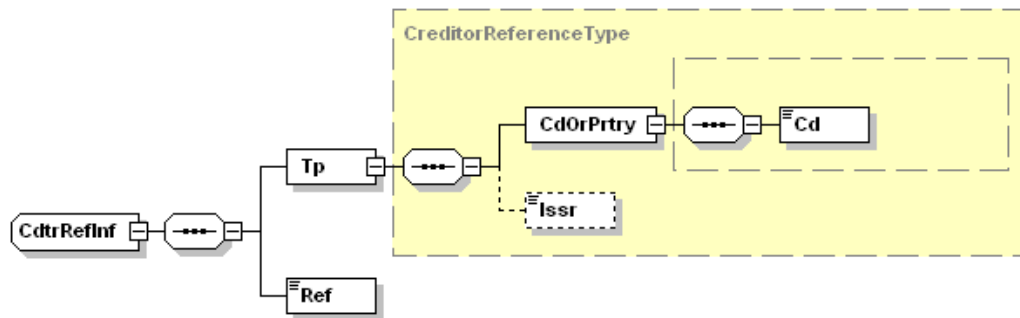 CreditorReferenceType
CdOrPrtry
Cd
Tp
Issr
CdtrRefInf
Ref